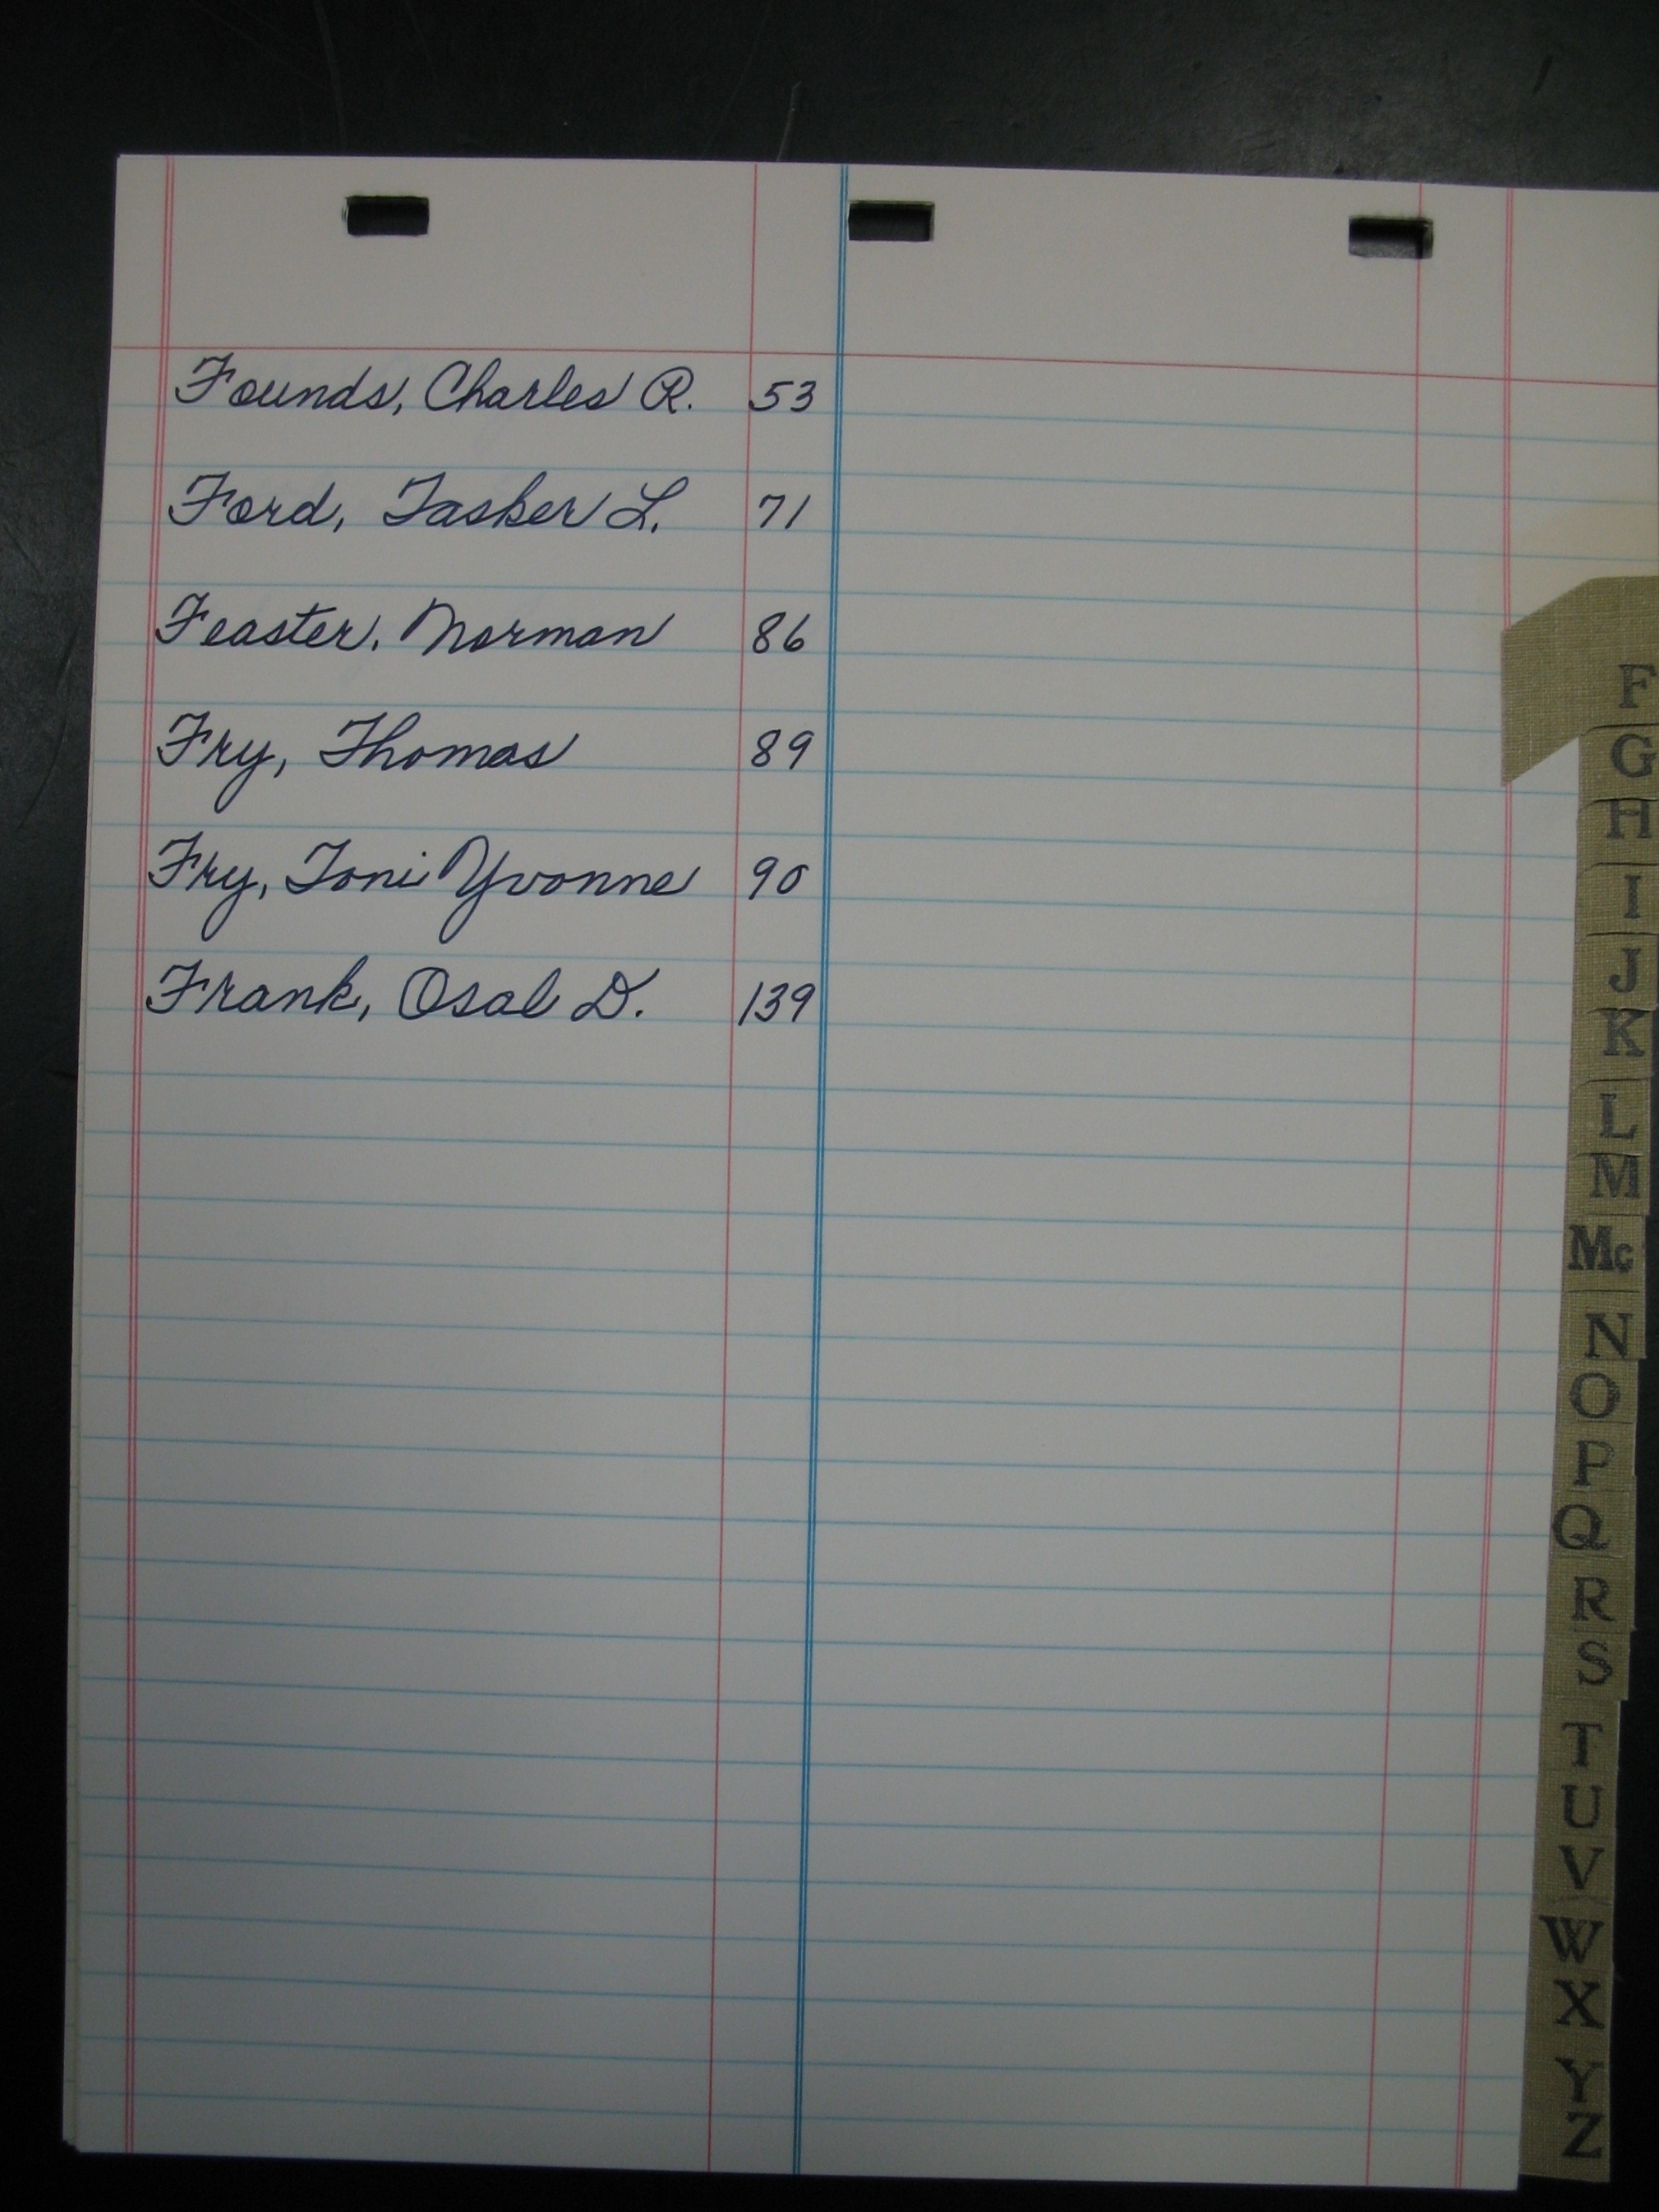 Founds, Charles R. 53
Ford, Tasker L. 71
Feaster, Norman 86
Fry, Thomas 89
Fry, Toni Yvonne 90
Frank, Osal D. 139
F
G
H
I
J
K
L
M
Mc
N
O
P
Q
R
S
T
U
V
W
X
Y
Z